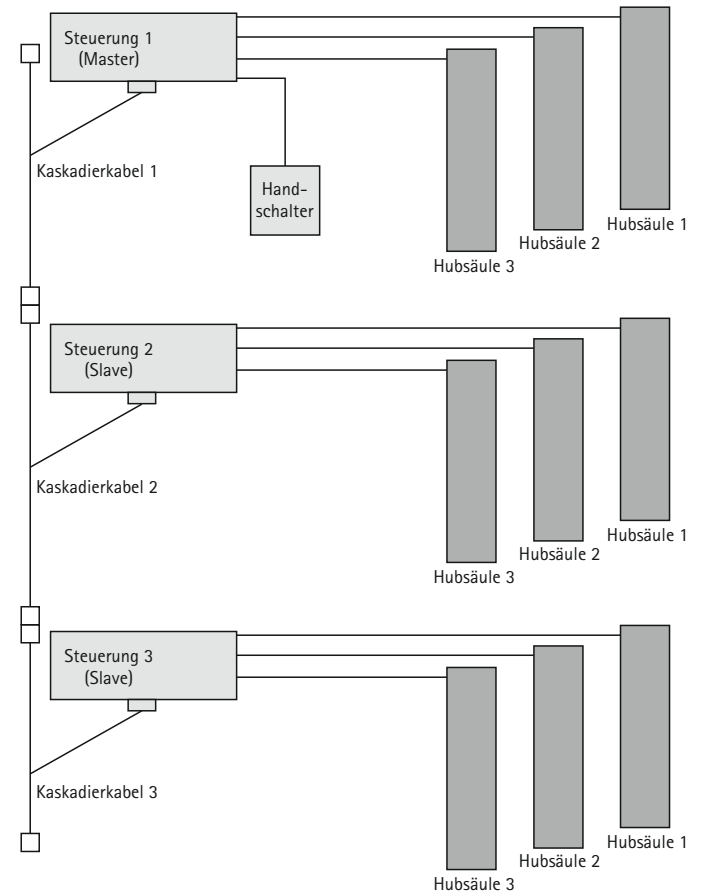 Steuerung 1
(Master)
Kaskadierkabel 1
Hand-
schalter
Hubsäule 1
Hubsäule 2
Hubsäule 3
Steuerung 2
(Slave)
Kaskadierkabel 2
Hubsäule 1
Hubsäule 2
Hubsäule 3
Steuerung 3
(Slave)
Kaskadierkabel 3
Hubsäule 1
Hubsäule 2
Hubsäule 3